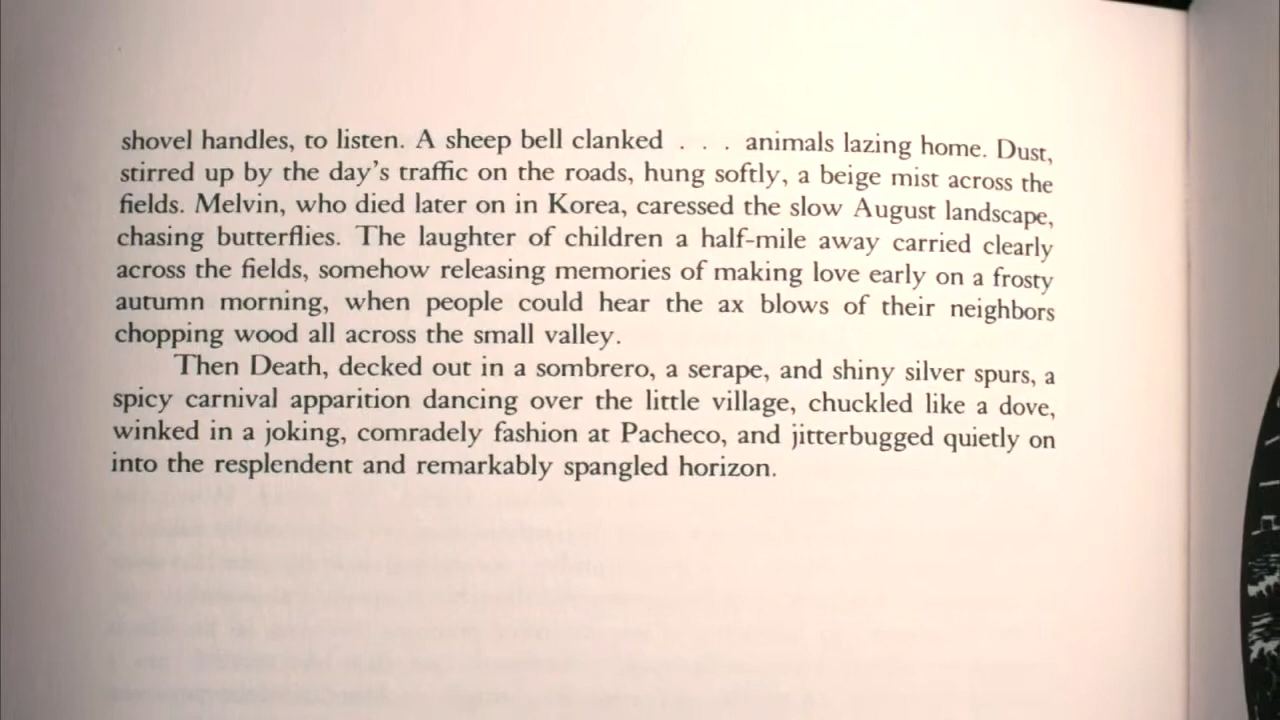 shovel handles, to listen. A sheep bell clanked . . . animals lazing home. Dust,
stirred up by the day's traffic on the roads, hung softly, a beige mist across the
fields. Melvin, who died later on in Korea, caressed the slow August landscape,
chasing butterflies. The laughter of children a half-mile away carried clearly
across the fields, somehow releasing memories of making love early on a frosty
autumn morning, when people could hear the ax blows of their neighbors
chopping wood all across the small valley.
Then Death, decked out in a sombrero, a serape, and shiny silver spurs, a
spicy carnival apparition dancing over the little village, chuckled like a dove,
winked in a joking, comradely fashion at Pacheco, and jitterbugged quietly on
into the resplendent and remarkably spangled horizon.